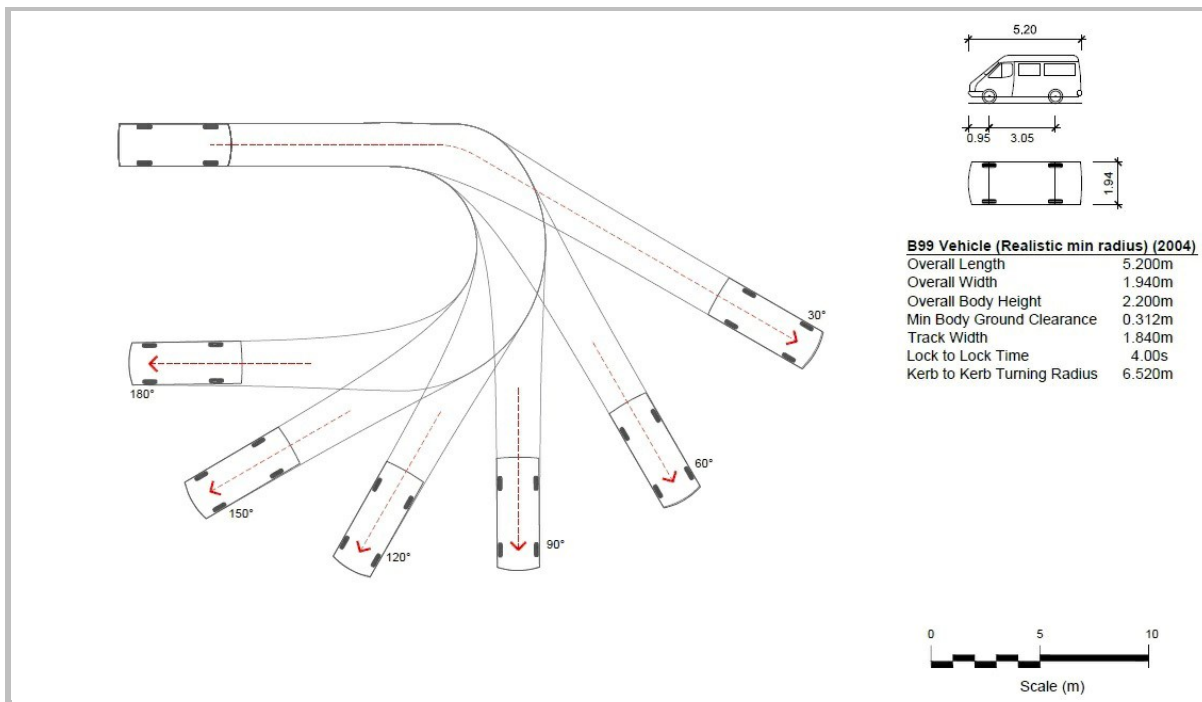 5.20
0.95 3.05
1.94
B99 Vehicle (Realistic min radius) (2004)
Overall Length 5.200m
Overall Width 1.940m
Overall Body Height 2.200m
Min Body Ground Clearance 0.312m
Track Width 1.840m
Lock to Lock Time 4.00s
Kerb to Kerb Turning Radius 6.520m
30°
60°
90°
120°
150°
180°
0 5 10
Scale (m)